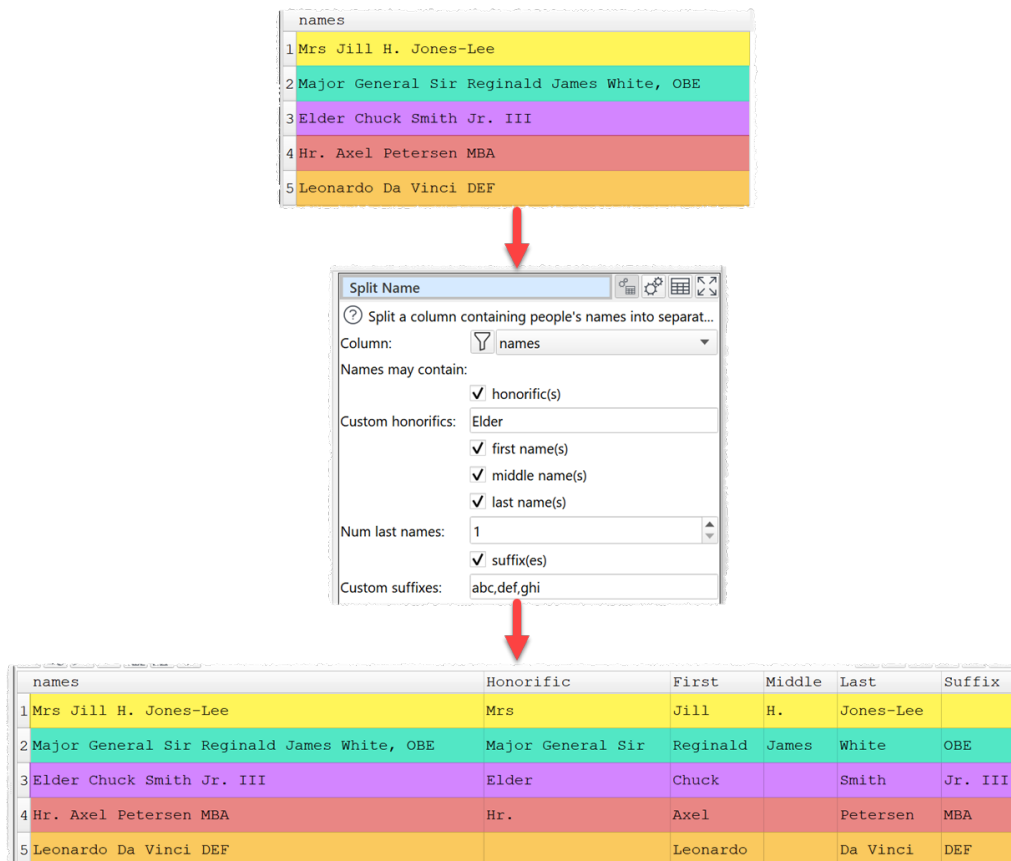 names
1 Mrs Jill H. Jones-Lee
2 Major General Sir Reginald James White, OBE
3 Elder Chuck Smith Jr. III
4 Hr. Axel Petersen MBA
5 Leonardo Da Vinci DEF
Split Name
? Split a column containing people's names into separat...
Column: names
Names may contain:
honorific(s)
Custom honorifics: Elder
first name(s)
middle name(s)
last name(s)
Num last names: 1
suffix(es)
Custom suffixes: abc,def,ghi
names Honorific First Middle Last Suffix
1 Mrs Jill H. Jones-Lee Mrs Jill H. Jones-Lee
2 Major General Sir Reginald James White, OBE Major General Sir Reginald James White OBE
3 Elder Chuck Smith Jr. III Elder Chuck Smith Jr. III
4 Hr. Axel Petersen MBA Hr. Axel Petersen MBA
5 Leonardo Da Vinci DEF Leonardo Da Vinci DEF